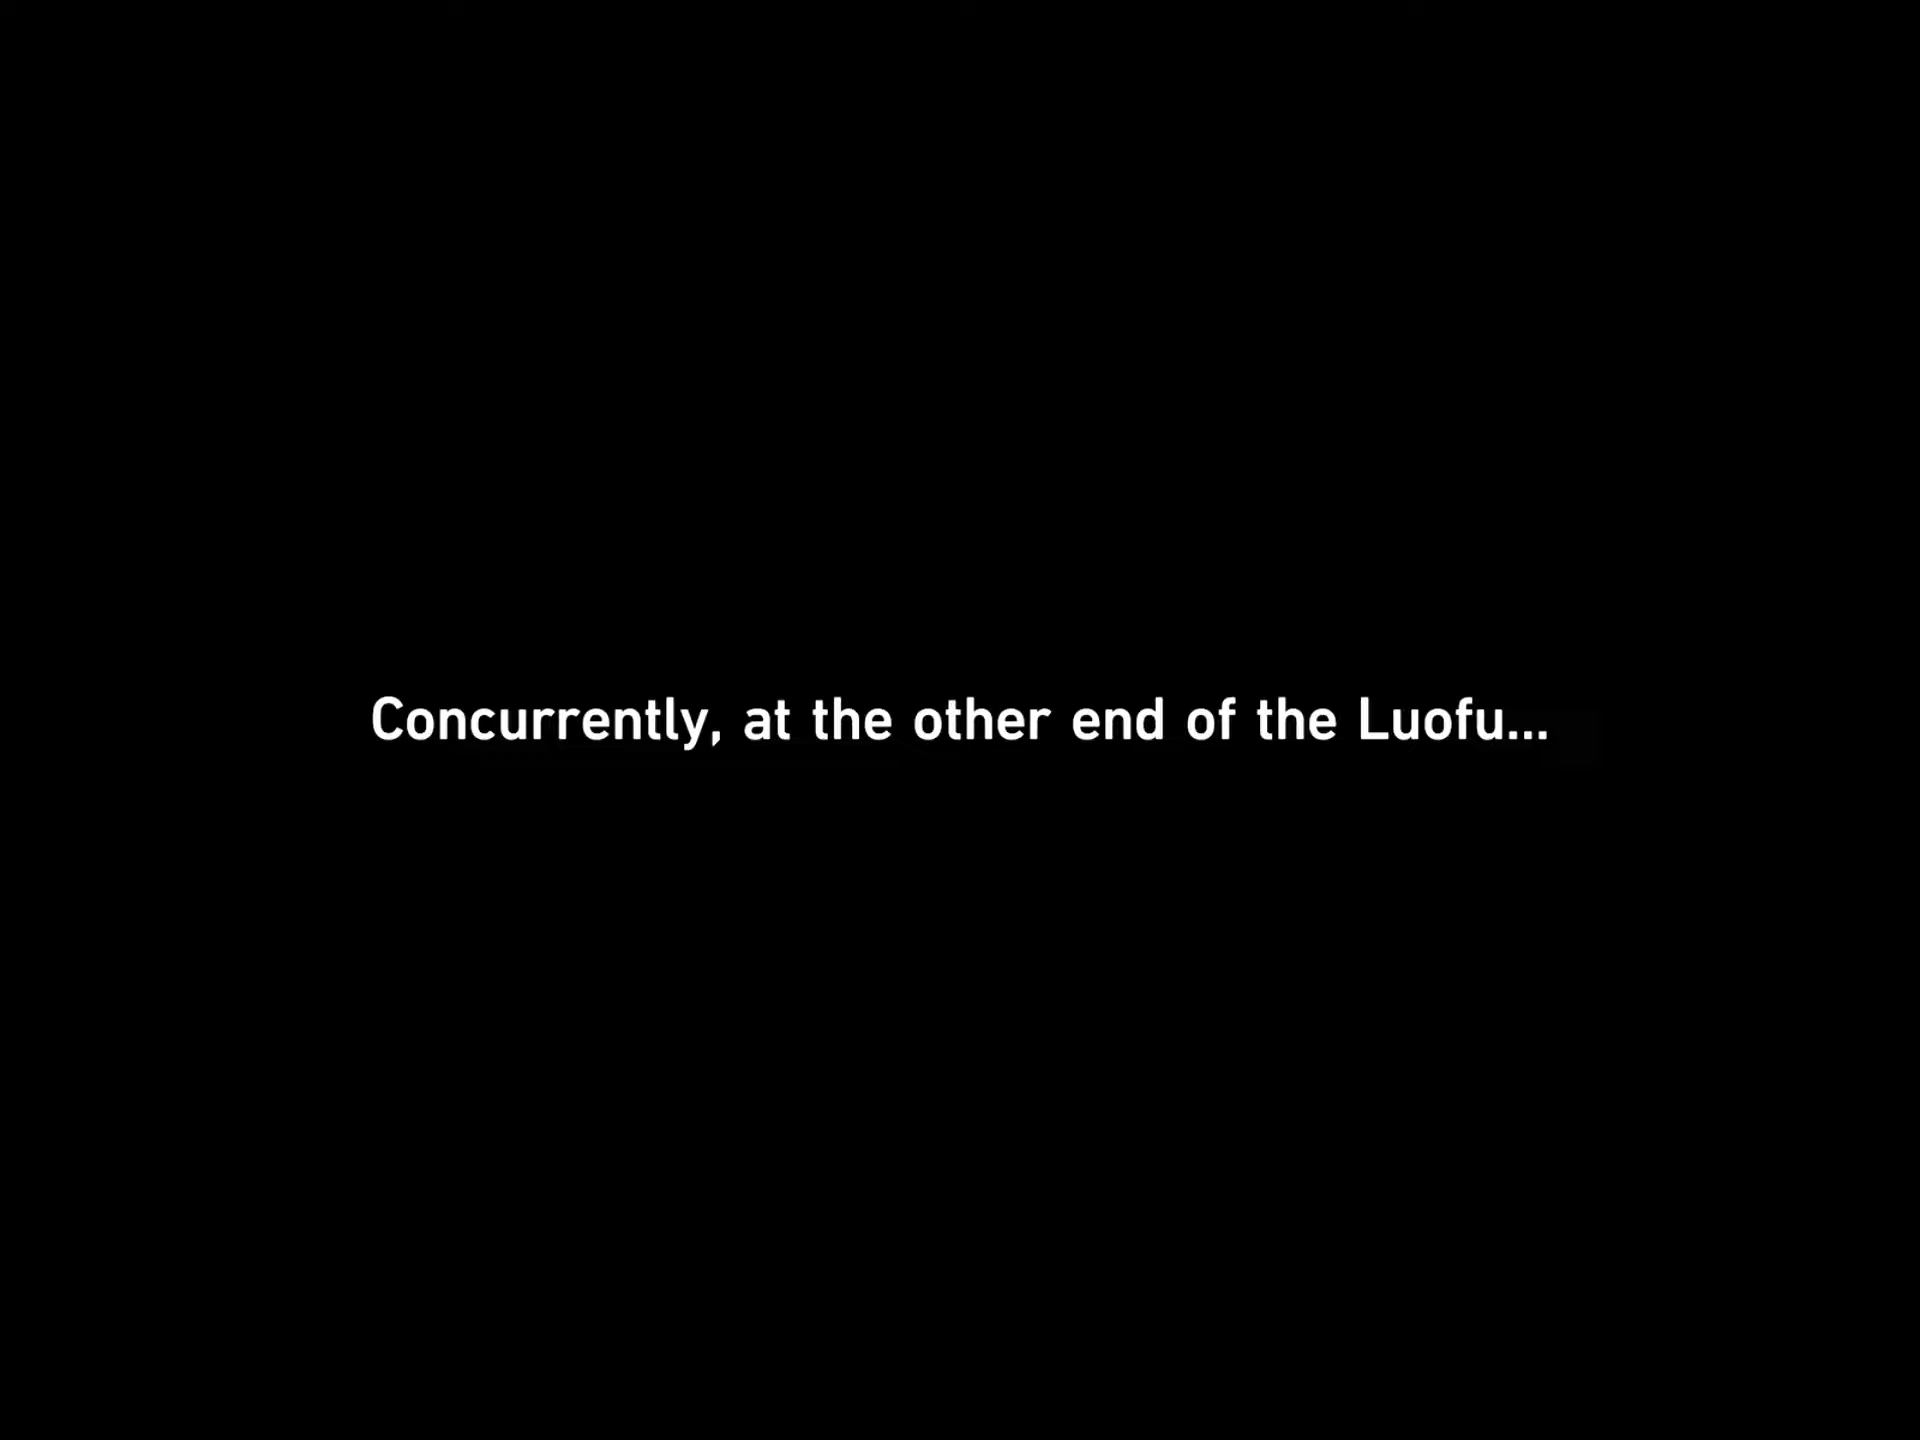 Concurrently, at the other end of the Luofu...